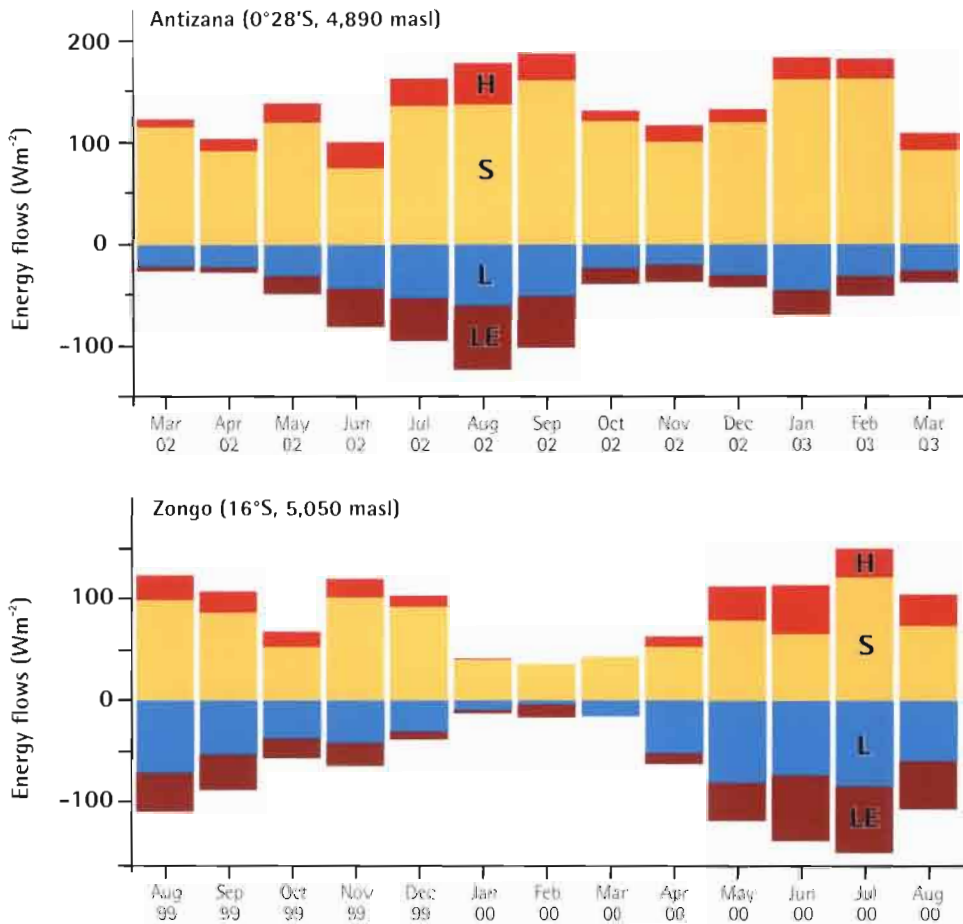 Antizana (0°28'S, 4,890 masl)
Energy flows (Wm-2)
200
100
0
-100
H
S
L
LE
Mar Apr May Jun Jul Aug Sep Oct Nov Dec Jan Feb Mar
02 02 02 02 02 02 02 02 02 02 03 03 03
Zongo (16°S, 5,050 masl)
Energy flows (Wm-2)
100
0
-100
H
S
L
LE
Aug Sep Oct Nov Dec Jan Feb Mar Apr May Jun Jul Aug
99 99 99 99 99 00 00 00 00 00 00 00 00